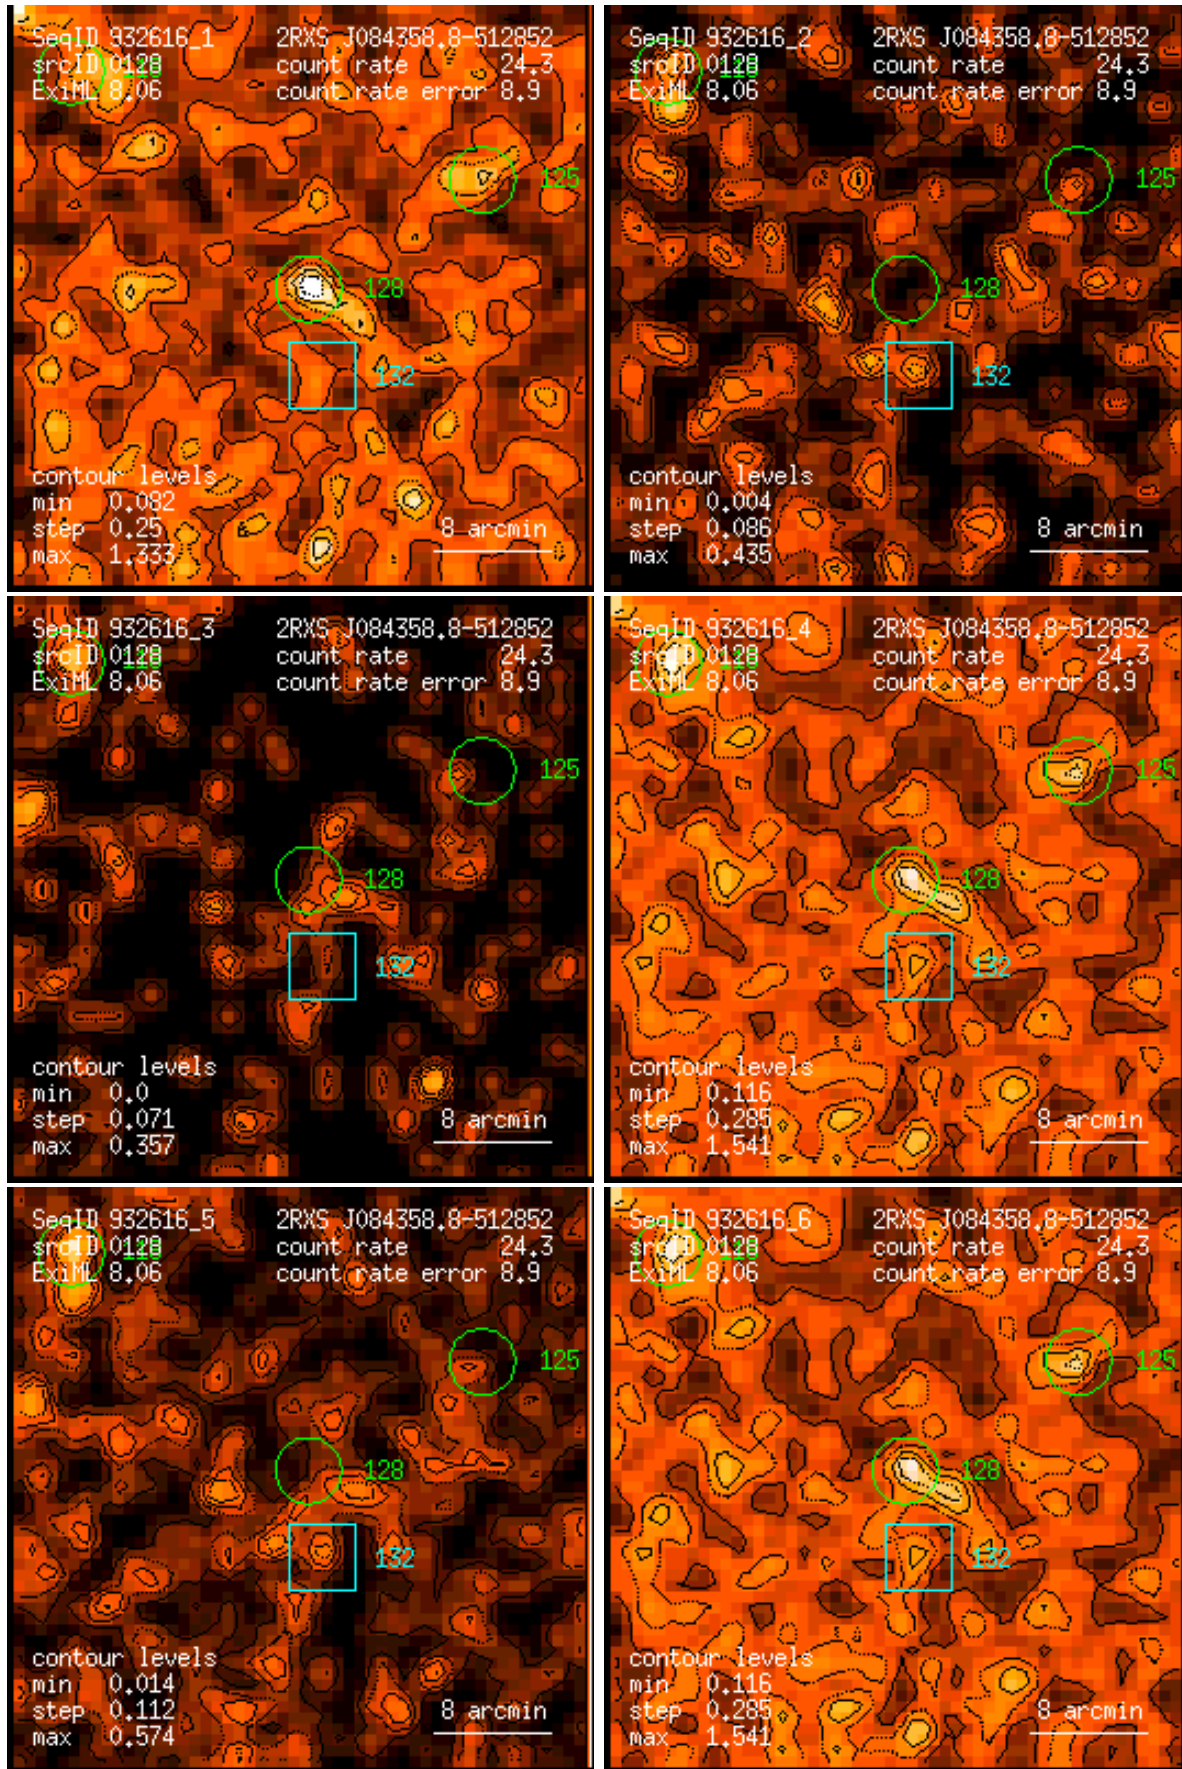 SeqID 932616_1 2RXS J084358.8-512852
srcID 0128 count rate 24.3
ExiML 8.06 count rate error 8.9
125
128
132
contour levels
min 0.082
step 0.25
max 1.333
8 arcmin
SeqID 932616_2 2RXS J084358.8-512852
srcID 0128 count rate 24.3
ExiML 8.06 count rate error 8.9
125
128
132
contour levels
min 0.004
step 0.086
max 0.435
8 arcmin
SeqID 932616_3 2RXS J084358.8-512852
srcID 0128 count rate 24.3
ExiML 8.06 count rate error 8.9
125
128
132
contour levels
min 0.0
step 0.071
max 0.357
8 arcmin
SeqID 932616_4 2RXS J084358.8-512852
srcID 0128 count rate 24.3
ExiML 8.06 count rate error 8.9
125
128
132
contour levels
min 0.116
step 0.285
max 1.541
8 arcmin
SeqID 932616_5 2RXS J084358.8-512852
srcID 0128 count rate 24.3
ExiML 8.06 count rate error 8.9
125
128
132
contour levels
min 0.014
step 0.112
max 0.574
8 arcmin
SeqID 932616_6 2RXS J084358.8-512852
srcID 0128 count rate 24.3
ExiML 8.06 count rate error 8.9
125
128
132
contour levels
min 0.116
step 0.285
max 1.541
8 arcmin